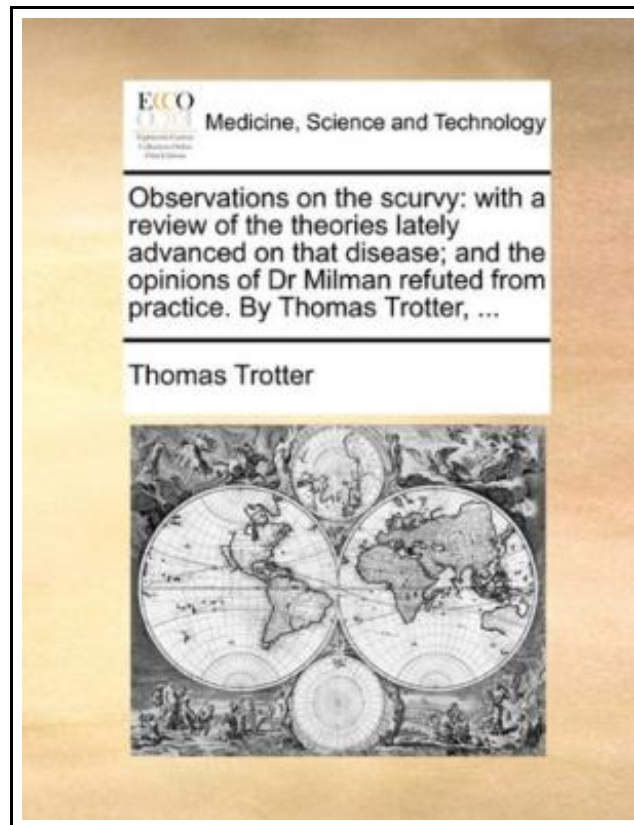 ECCO
Medicine, Science and Technology
Observations on the scurvy: with a
review of the theories lately
advanced on that disease; and the
opinions of Dr Milman refuted from
practice. By Thomas Trotter, ...
Thomas Trotter